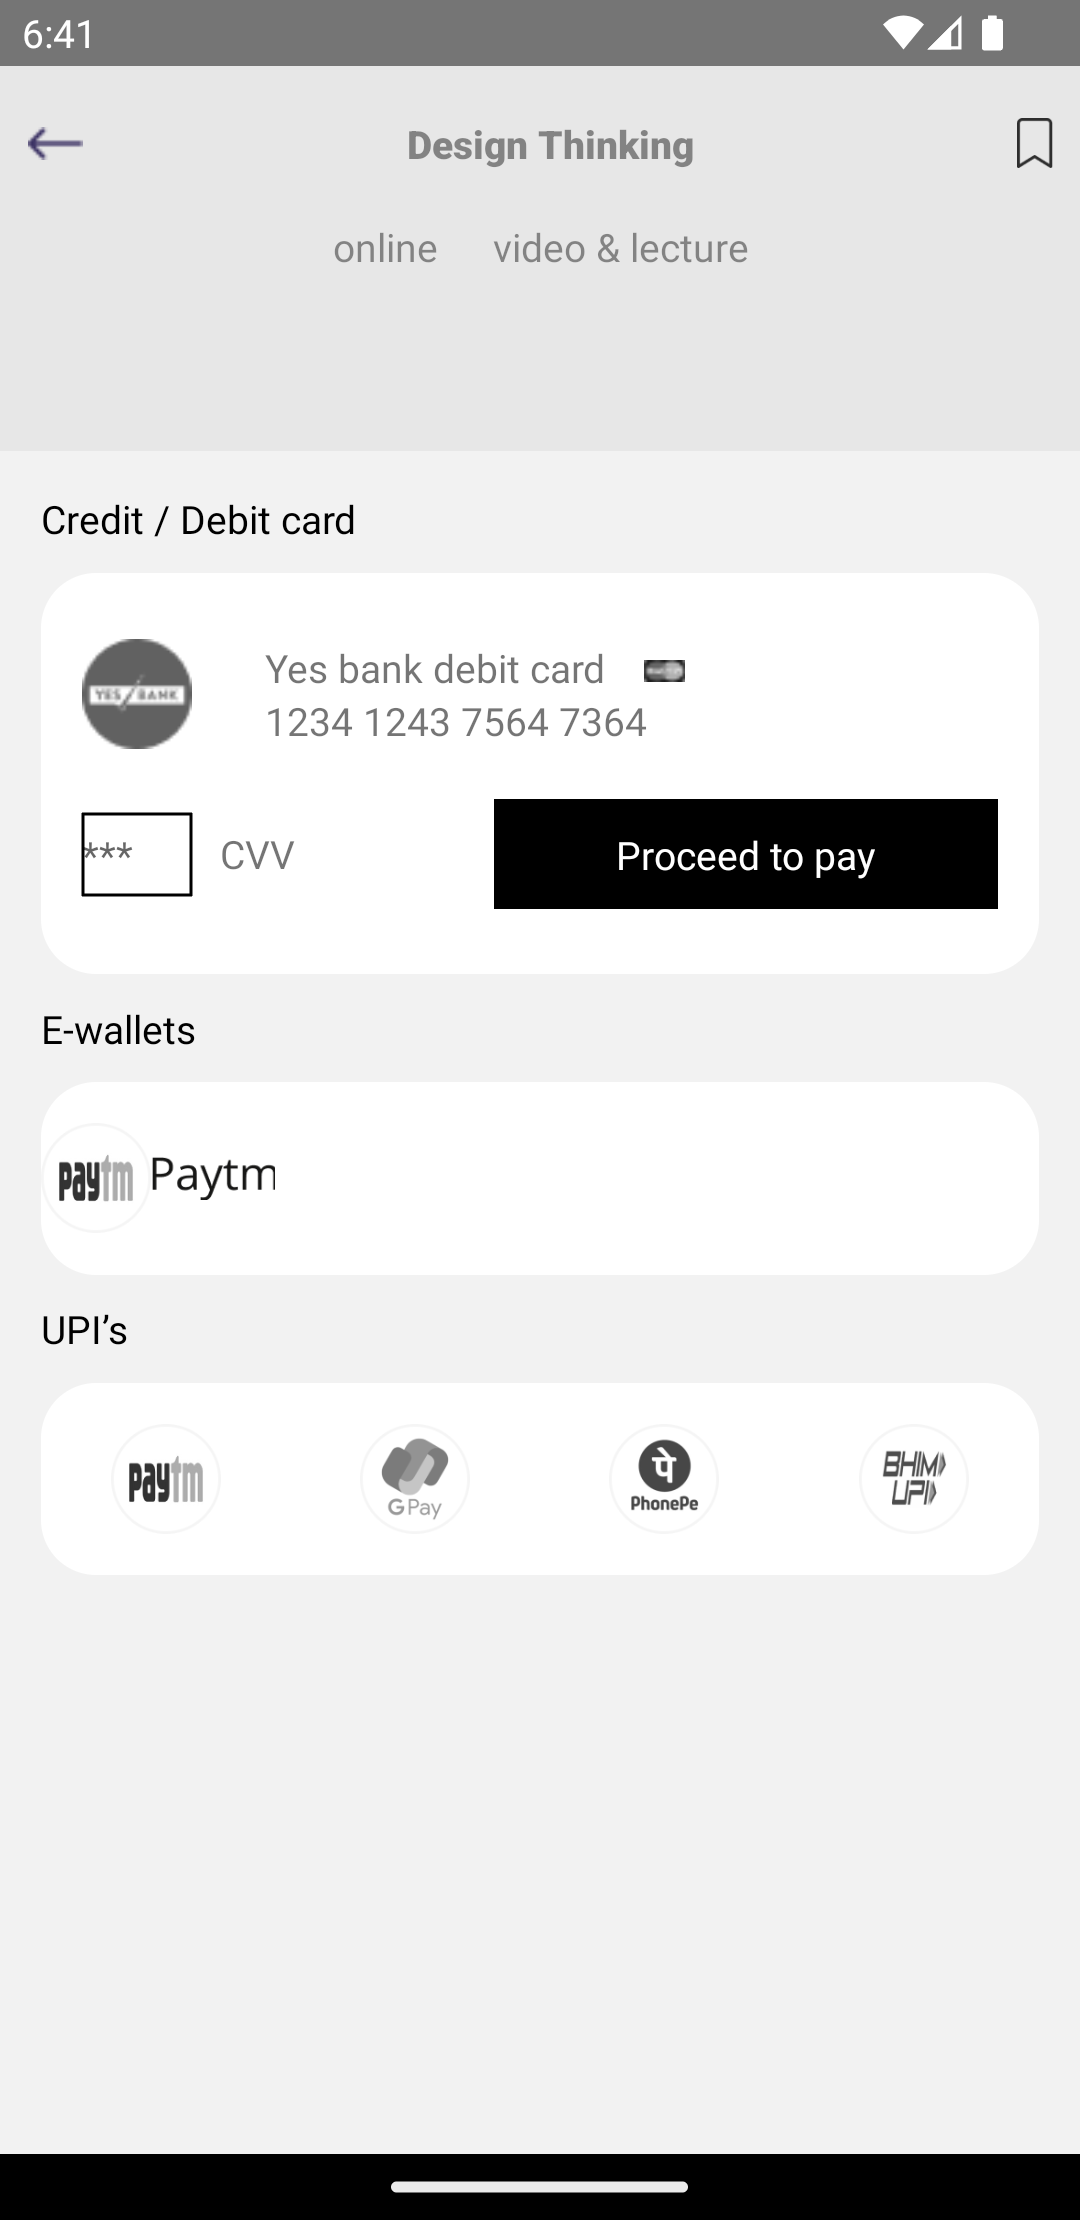 6:41
Design Thinking
online video & lecture
Credit / Debit card
YES BANK
Yes bank debit card
1234 1243 7564 7364
*** CVV
Proceed to pay
E-wallets
paytm Paytm
UPI’s
paytm
G Pay
पे
PhonePe
BHIM
UPI